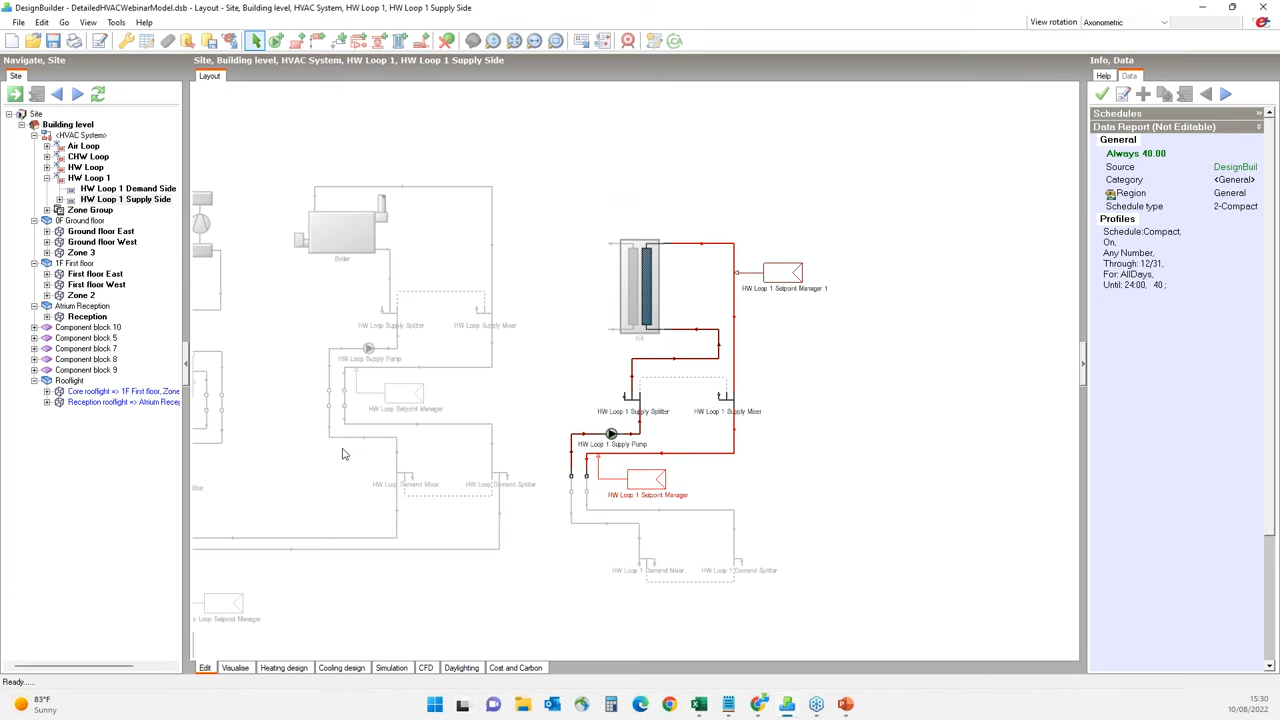 DesignBuilder - DetailedHVACWebinarModel.dsb - Layout - Site, Building level, HVAC System, HW Loop 1, HW Loop 1 Supply Side
File Edit Go View Tools Help
View rotation Axonometric
Navigate, Site
Site, Building level, HVAC System, HW Loop 1, HW Loop 1 Supply Side
Info, Data
Site
Layout
Help Data
Site
Building level
<HVAC System>
Air Loop
CHW Loop
HW Loop
HW Loop 1
HW Loop 1 Demand Side
HW Loop 1 Supply Side
Zone Group
0F Ground floor
Ground floor East
Ground floor West
Zone 3
1F First floor
First floor East
First floor West
Zone 2
Atrium Reception
Reception
Component block 10
Component block 5
Component block 7
Component block 8
Component block 9
Rooflight
Core rooflight => 1F First floor, Zone
Reception rooflight => Atrium Recep
Boiler
HW Loop Supply Splitter
HW Loop Supply Mixer
HW Loop Supply Pump
HW Loop Setpoint Manager
HW Loop Demand Mixer
HW Loop Demand Splitter
Setpoint Manager
HX
HW Loop 1 Setpoint Manager 1
HW Loop 1 Supply Splitter
HW Loop 1 Supply Mixer
HW Loop 1 Supply Pump
HW Loop 1 Setpoint Manager
HW Loop 1 Demand Mixer
HW Loop 1 Demand Splitter
Schedules
Data Report (Not Editable)
General
Always 40.00
Source DesignBuil
Category <General>
Region General
Schedule type 2-Compact
Profiles
Schedule:Compact,
On,
Any Number,
Through: 12/31,
For: AllDays,
Until: 24:00, 40 ;
Edit Visualise Heating design Cooling design Simulation CFD Daylighting Cost and Carbon
Ready......
83°F
Sunny
15:30
10/08/2022